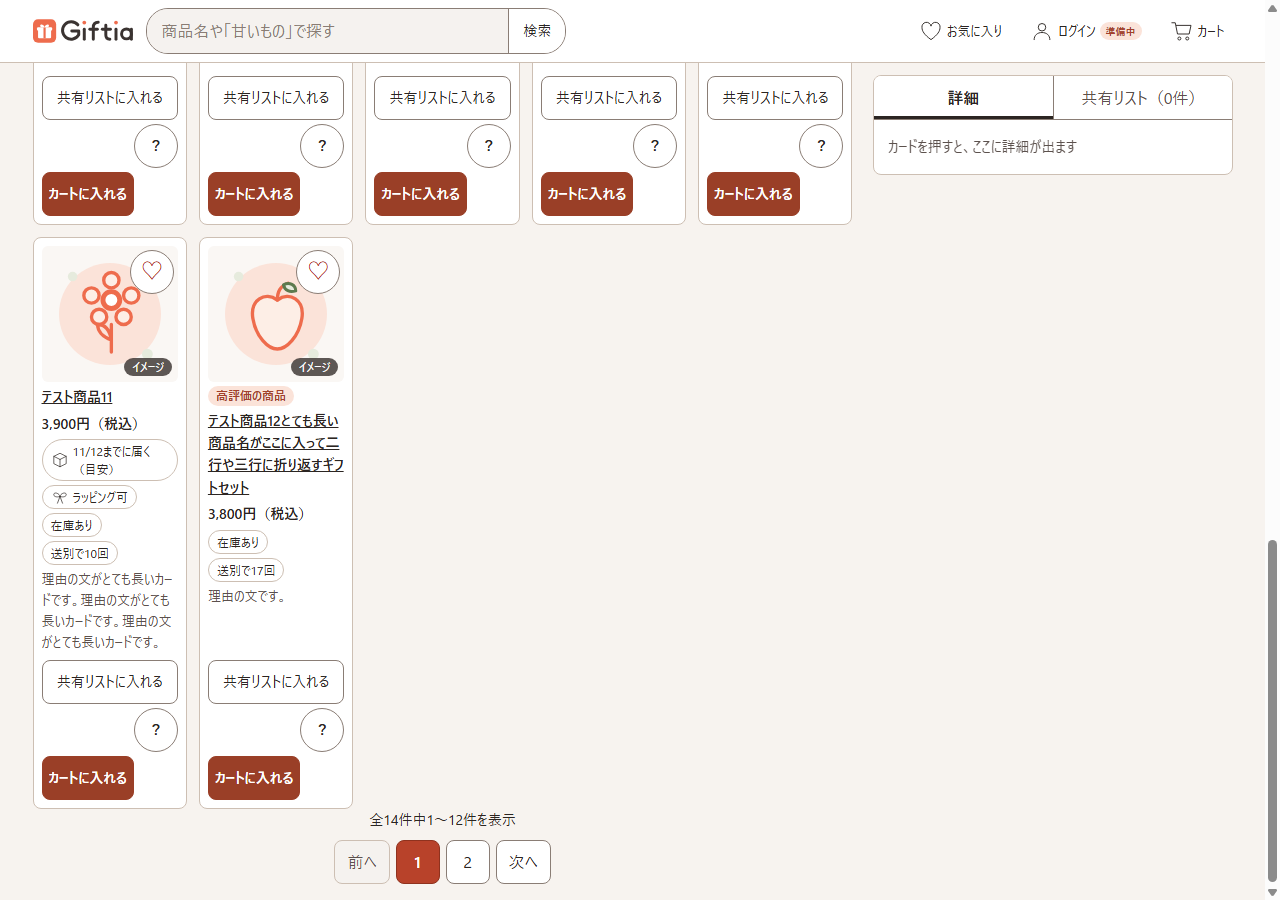 Giftia
商品名や「甘いもの」で探す
検索
お気に入り
ログイン 準備中
カート
共有リストに入れる
?
カートに入れる
共有リストに入れる
?
カートに入れる
共有リストに入れる
?
カートに入れる
共有リストに入れる
?
カートに入れる
共有リストに入れる
?
カートに入れる
詳細
共有リスト（0件）
カードを押すと、ここに詳細が出ます
イメージ
テスト商品11
3,900円（税込）
11/12までに届く
（目安）
ラッピング可
在庫あり
送別で10回
理由の文がとても長いカー
ドです。理由の文がとても
長いカードです。理由の文
がとても長いカードです。
共有リストに入れる
?
カートに入れる
イメージ
高評価の商品
テスト商品12とても長い
商品名がここに入って二
行や三行に折り返すギフ
トセット
3,800円（税込）
在庫あり
送別で17回
理由の文です。
共有リストに入れる
?
カートに入れる
全14件中1～12件を表示
前へ
1
2
次へ